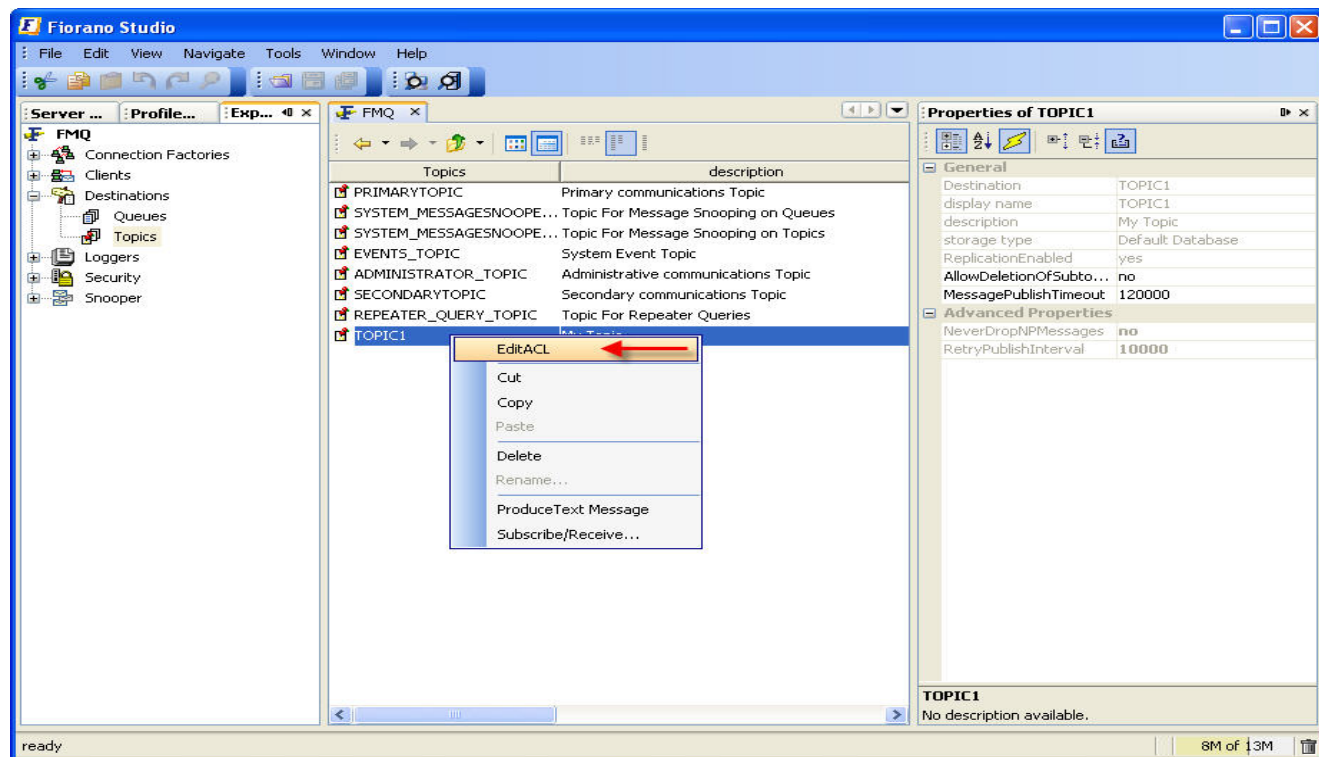 Fiorano Studio
File Edit View Navigate Tools Window Help
Server ... Profile... Exp...
FMQ
Connection Factories
Clients
Destinations
Queues
Topics
Loggers
Security
Snooper
FMQ
Topics description
PRIMARYTOPIC Primary communications Topic
SYSTEM_MESSAGESNOOPE... Topic For Message Snooping on Queues
SYSTEM_MESSAGESNOOPE... Topic For Message Snooping on Topics
EVENTS_TOPIC System Event Topic
ADMINISTRATOR_TOPIC Administrative communications Topic
SECONDARYTOPIC Secondary communications Topic
REPEATER_QUERY_TOPIC Topic For Repeater Queries
TOPIC1 My Topic
EditACL
Cut
Copy
Paste
Delete
Rename...
ProduceText Message
Subscribe/Receive...
Properties of TOPIC1
General
Destination TOPIC1
display name TOPIC1
description My Topic
storage type Default Database
ReplicationEnabled yes
AllowDeletionOfSubto... no
MessagePublishTimeout 120000
Advanced Properties
NeverDropNPMessages no
RetryPublishInterval 10000
TOPIC1
No description available.
ready 8M of 13M